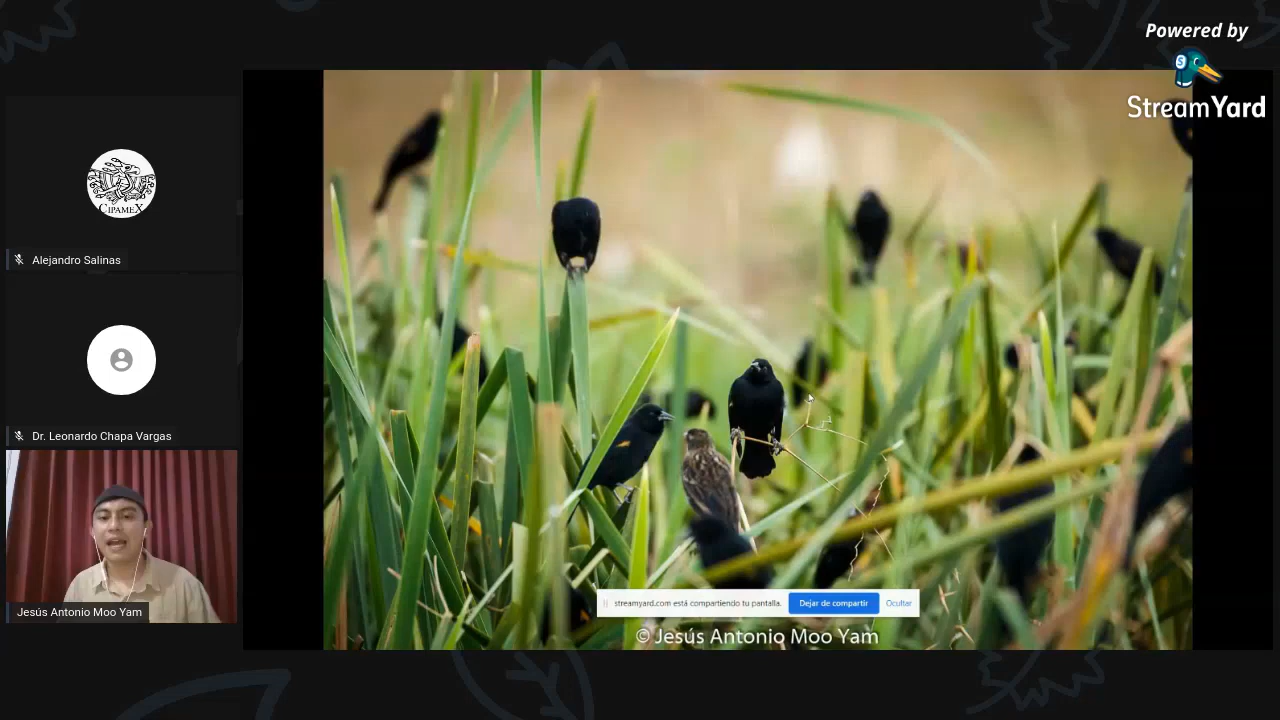 Powered by
StreamYard
CIPAMEX
Alejandro Salinas
Dr. Leonardo Chapa Vargas
Jesús Antonio Moo Yam
streamyard.com está compartiendo tu pantalla.
Dejar de compartir
Ocultar
© Jesús Antonio Moo Yam